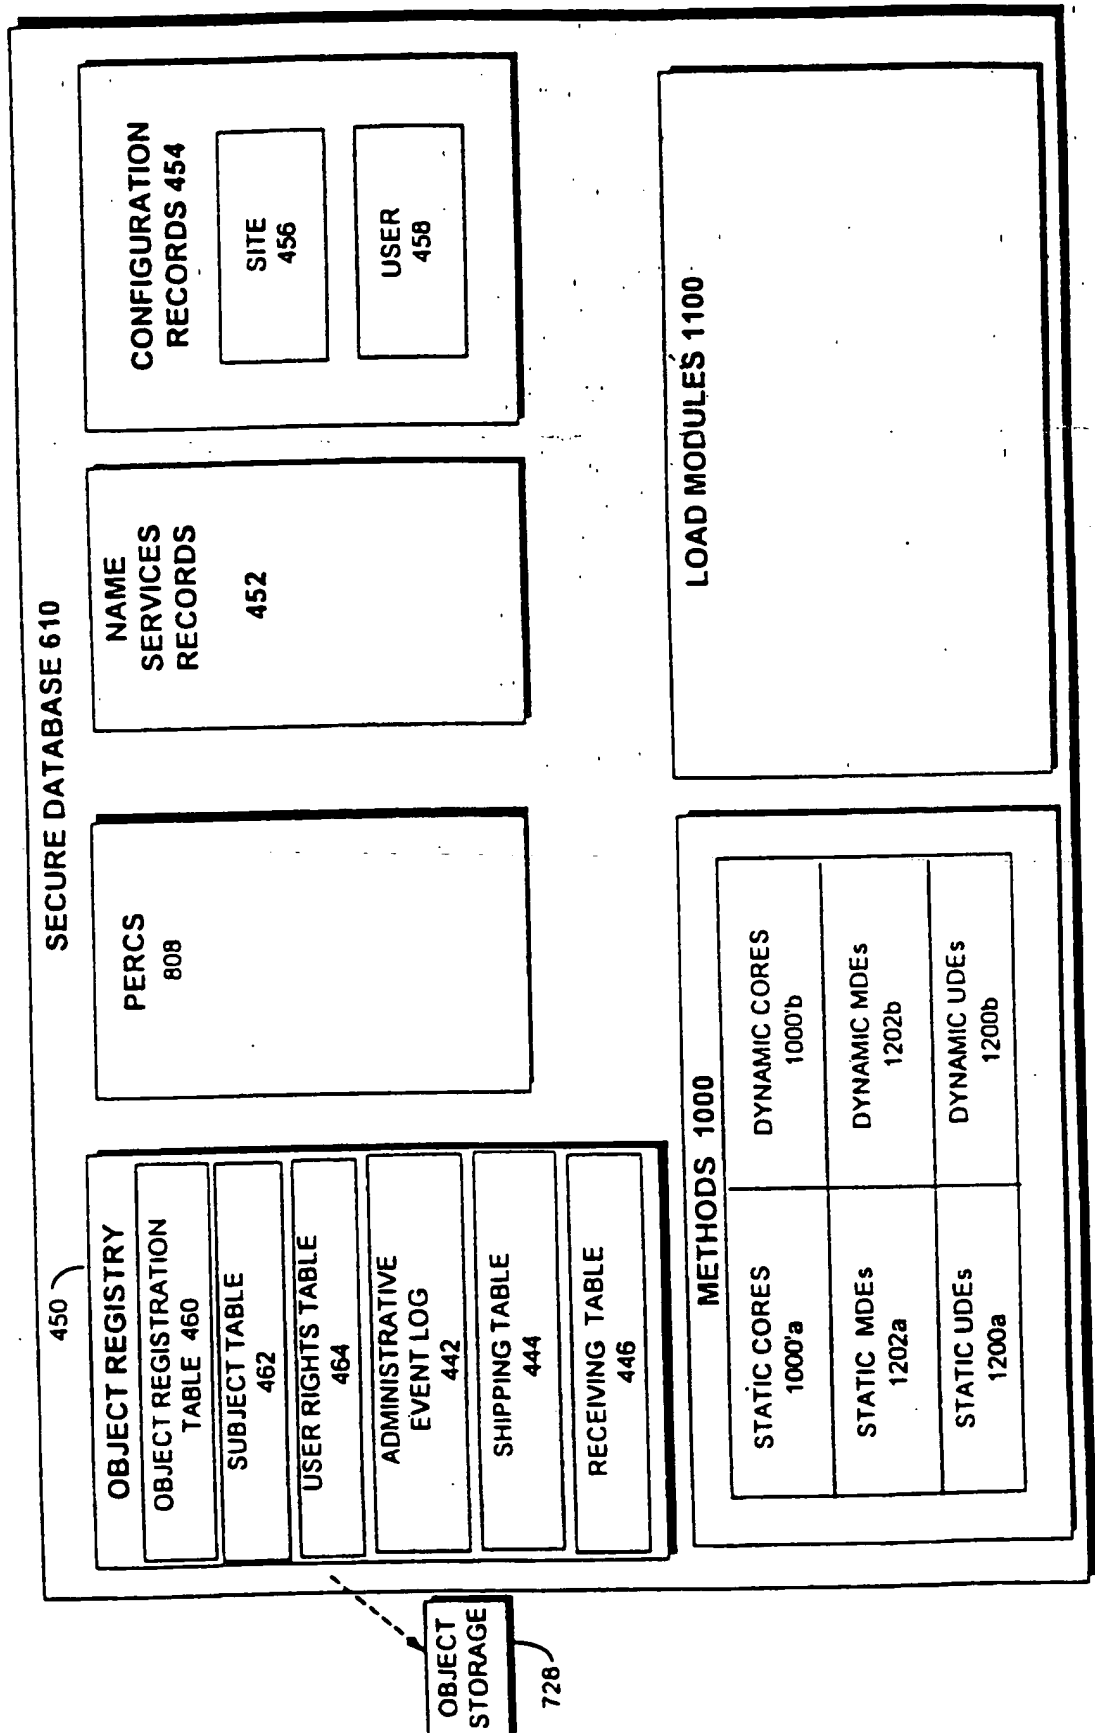 SECURE DATABASE 610
450
OBJECT REGISTRY
OBJECT REGISTRATION
TABLE 460
SUBJECT TABLE
462
USER RIGHTS TABLE
464
ADMINISTRATIVE
EVENT LOG
442
SHIPPING TABLE
444
RECEIVING TABLE
446
PERCS
808
NAME
SERVICES
RECORDS
452
CONFIGURATION
RECORDS 454
SITE
456
USER
458
OBJECT
STORAGE
728
METHODS 1000
STATIC CORES
1000'a
DYNAMIC CORES
1000'b
STATIC MDEs
1202a
DYNAMIC MDEs
1202b
STATIC UDEs
1200a
DYNAMIC UDEs
1200b
LOAD MODULES 1100